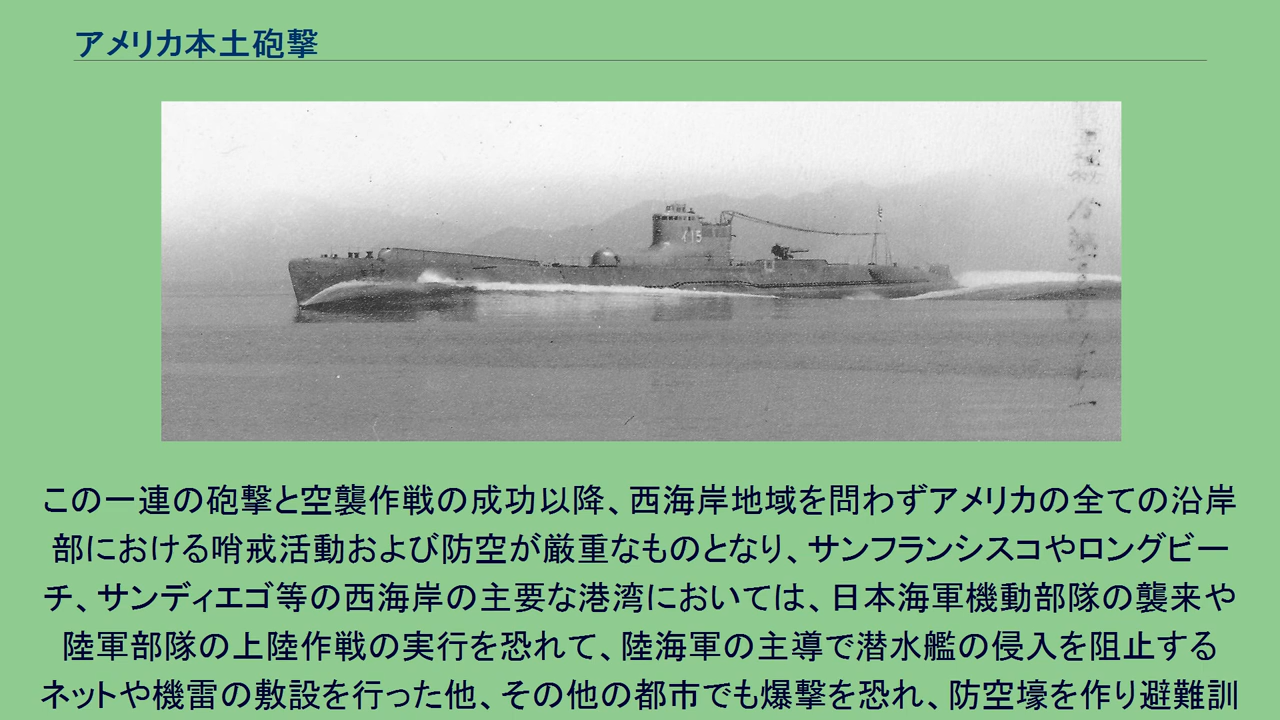 アメリカ本土砲撃
イ15
この一連の砲撃と空襲作戦の成功以降、西海岸地域を問わずアメリカの全ての沿岸
部における哨戒活動および防空が厳重なものとなり、サンフランシスコやロングビー
チ、サンディエゴ等の西海岸の主要な港湾においては、日本海軍機動部隊の襲来や
陸軍部隊の上陸作戦の実行を恐れて、陸海軍の主導で潜水艦の侵入を阻止する
ネットや機雷の敷設を行った他、その他の都市でも爆撃を恐れ、防空壕を作り避難訓